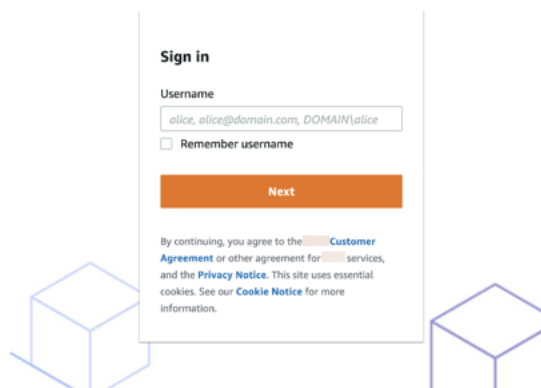 Sign in
Username
alice, alice@domain.com, DOMAIN\alice
Remember username
Next
By continuing, you agree to the Customer
Agreement or other agreement for services,
and the Privacy Notice. This site uses essential
cookies. See our Cookie Notice for more
information.